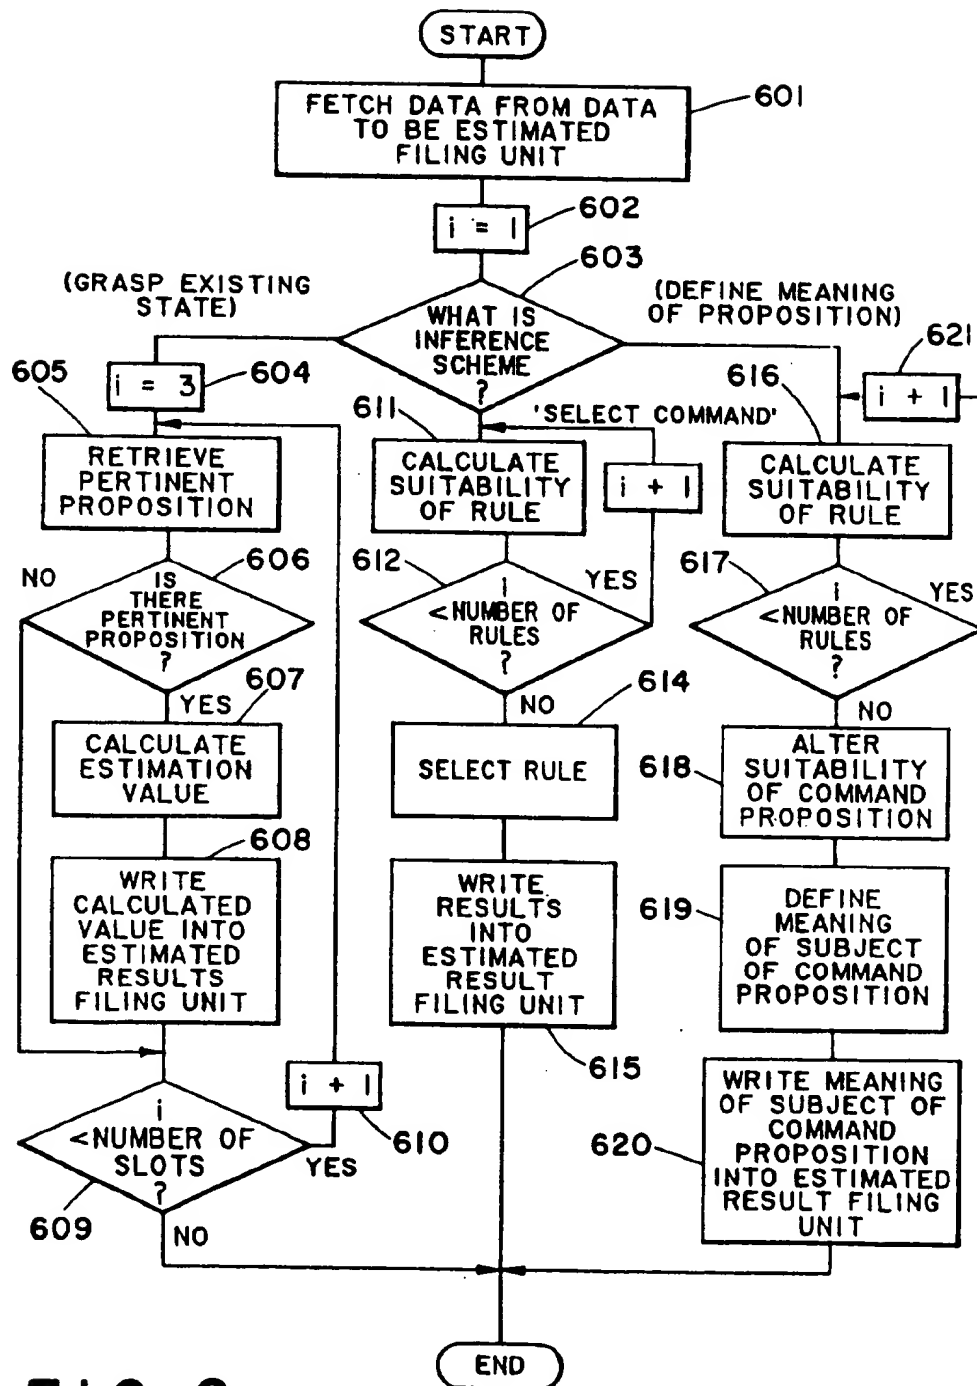 START
601
FETCH DATA FROM DATA
TO BE ESTIMATED
FILING UNIT
602
i = 1
603
(GRASP EXISTING
STATE)
WHAT IS
INFERENCE
SCHEME
?
(DEFINE MEANING
OF PROPOSITION)
604
i = 3
605
RETRIEVE
PERTINENT
PROPOSITION
606
IS
THERE
PERTINENT
PROPOSITION
?
NO
YES
607
CALCULATE
ESTIMATION
VALUE
608
WRITE
CALCULATED
VALUE INTO
ESTIMATED
RESULTS
FILING UNIT
i + 1
610
i
<NUMBER OF
SLOTS
?
YES
609
NO
'SELECT COMMAND'
611
CALCULATE
SUITABILITY
OF RULE
i + 1
612
i
<NUMBER OF
RULES
?
YES
NO
614
SELECT RULE
WRITE
RESULTS
INTO
ESTIMATED
RESULT
FILING UNIT
615
621
i + 1
616
CALCULATE
SUITABILITY
OF RULE
617
i
<NUMBER OF
RULES
?
YES
NO
618
ALTER
SUITABILITY
OF COMMAND
PROPOSITION
619
DEFINE
MEANING
OF SUBJECT
OF COMMAND
PROPOSITION
620
WRITE MEANING
OF SUBJECT OF
COMMAND
PROPOSITION
INTO ESTIMATED
RESULT FILING
UNIT
END